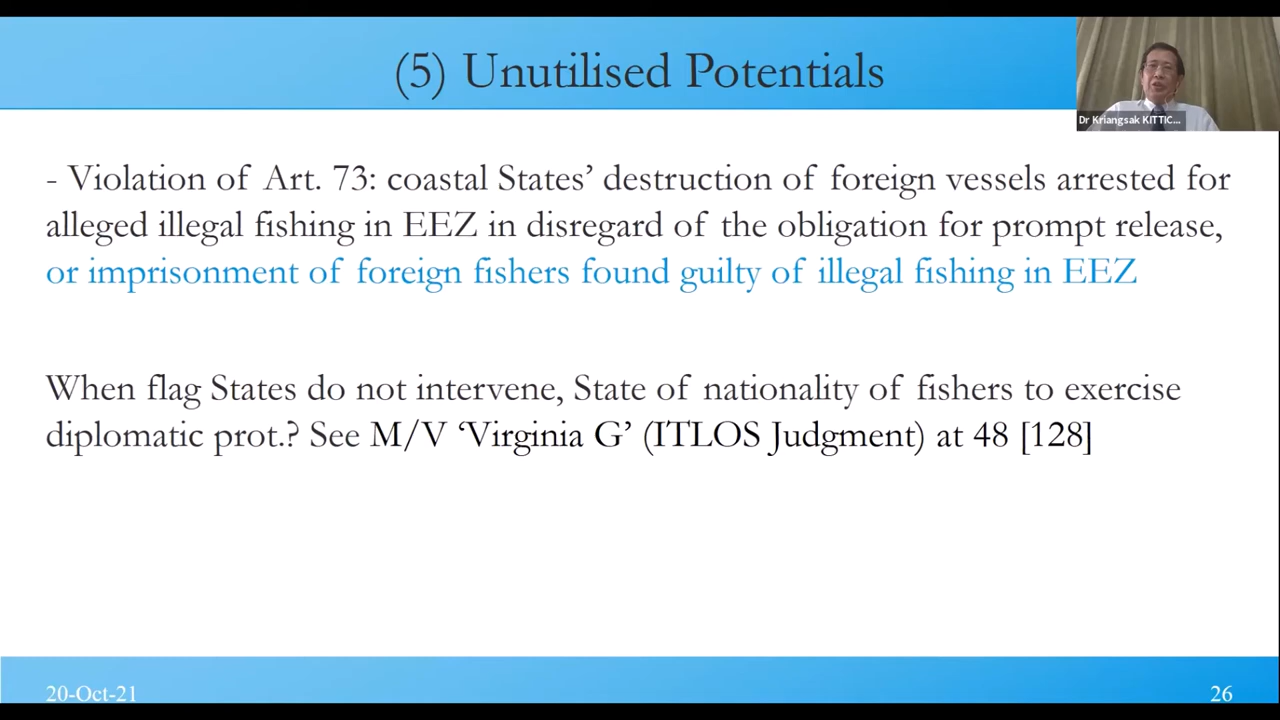 (5) Unutilised Potentials
Dr Kriangsak KITTIC...
- Violation of Art. 73: coastal States’ destruction of foreign vessels arrested for
alleged illegal fishing in EEZ in disregard of the obligation for prompt release,
or imprisonment of foreign fishers found guilty of illegal fishing in EEZ
When flag States do not intervene, State of nationality of fishers to exercise
diplomatic prot.? See M/V ‘Virginia G’ (ITLOS Judgment) at 48 [128]
20-Oct-21
26